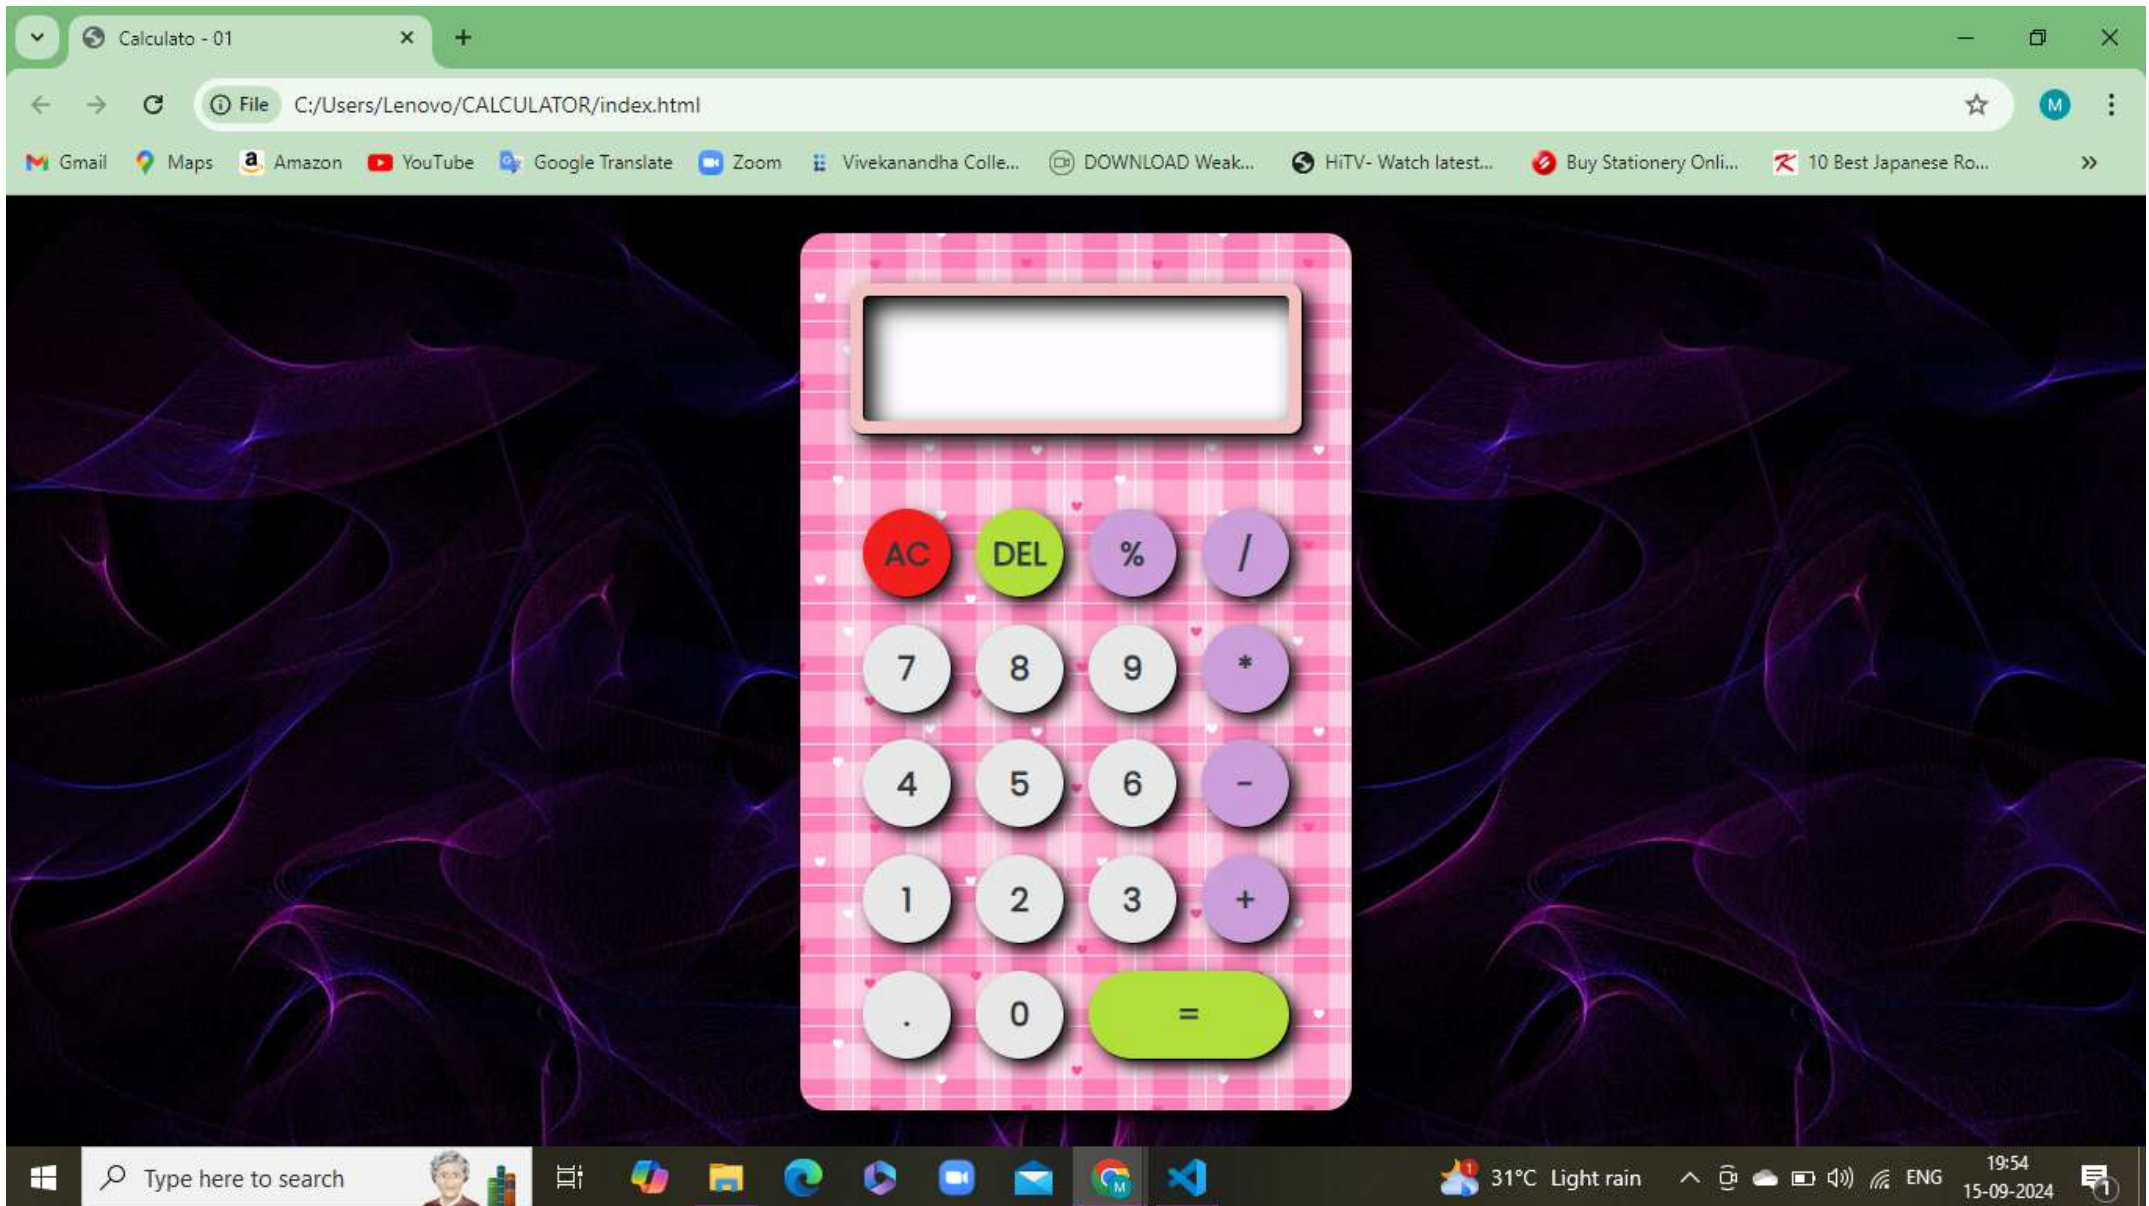 Calculato - 01
File C:/Users/Lenovo/CALCULATOR/index.html M
Gmail Maps Amazon YouTube Google Translate Zoom Vivekanandha Colle... DOWNLOAD Weak... HiTV- Watch latest... Buy Stationery Onli... 10 Best Japanese Ro... »
AC DEL % /
7 8 9 *
4 5 6 -
1 2 3 +
. 0 =
Type here to search M 1 31°C Light rain ENG 19:54
15-09-2024 1